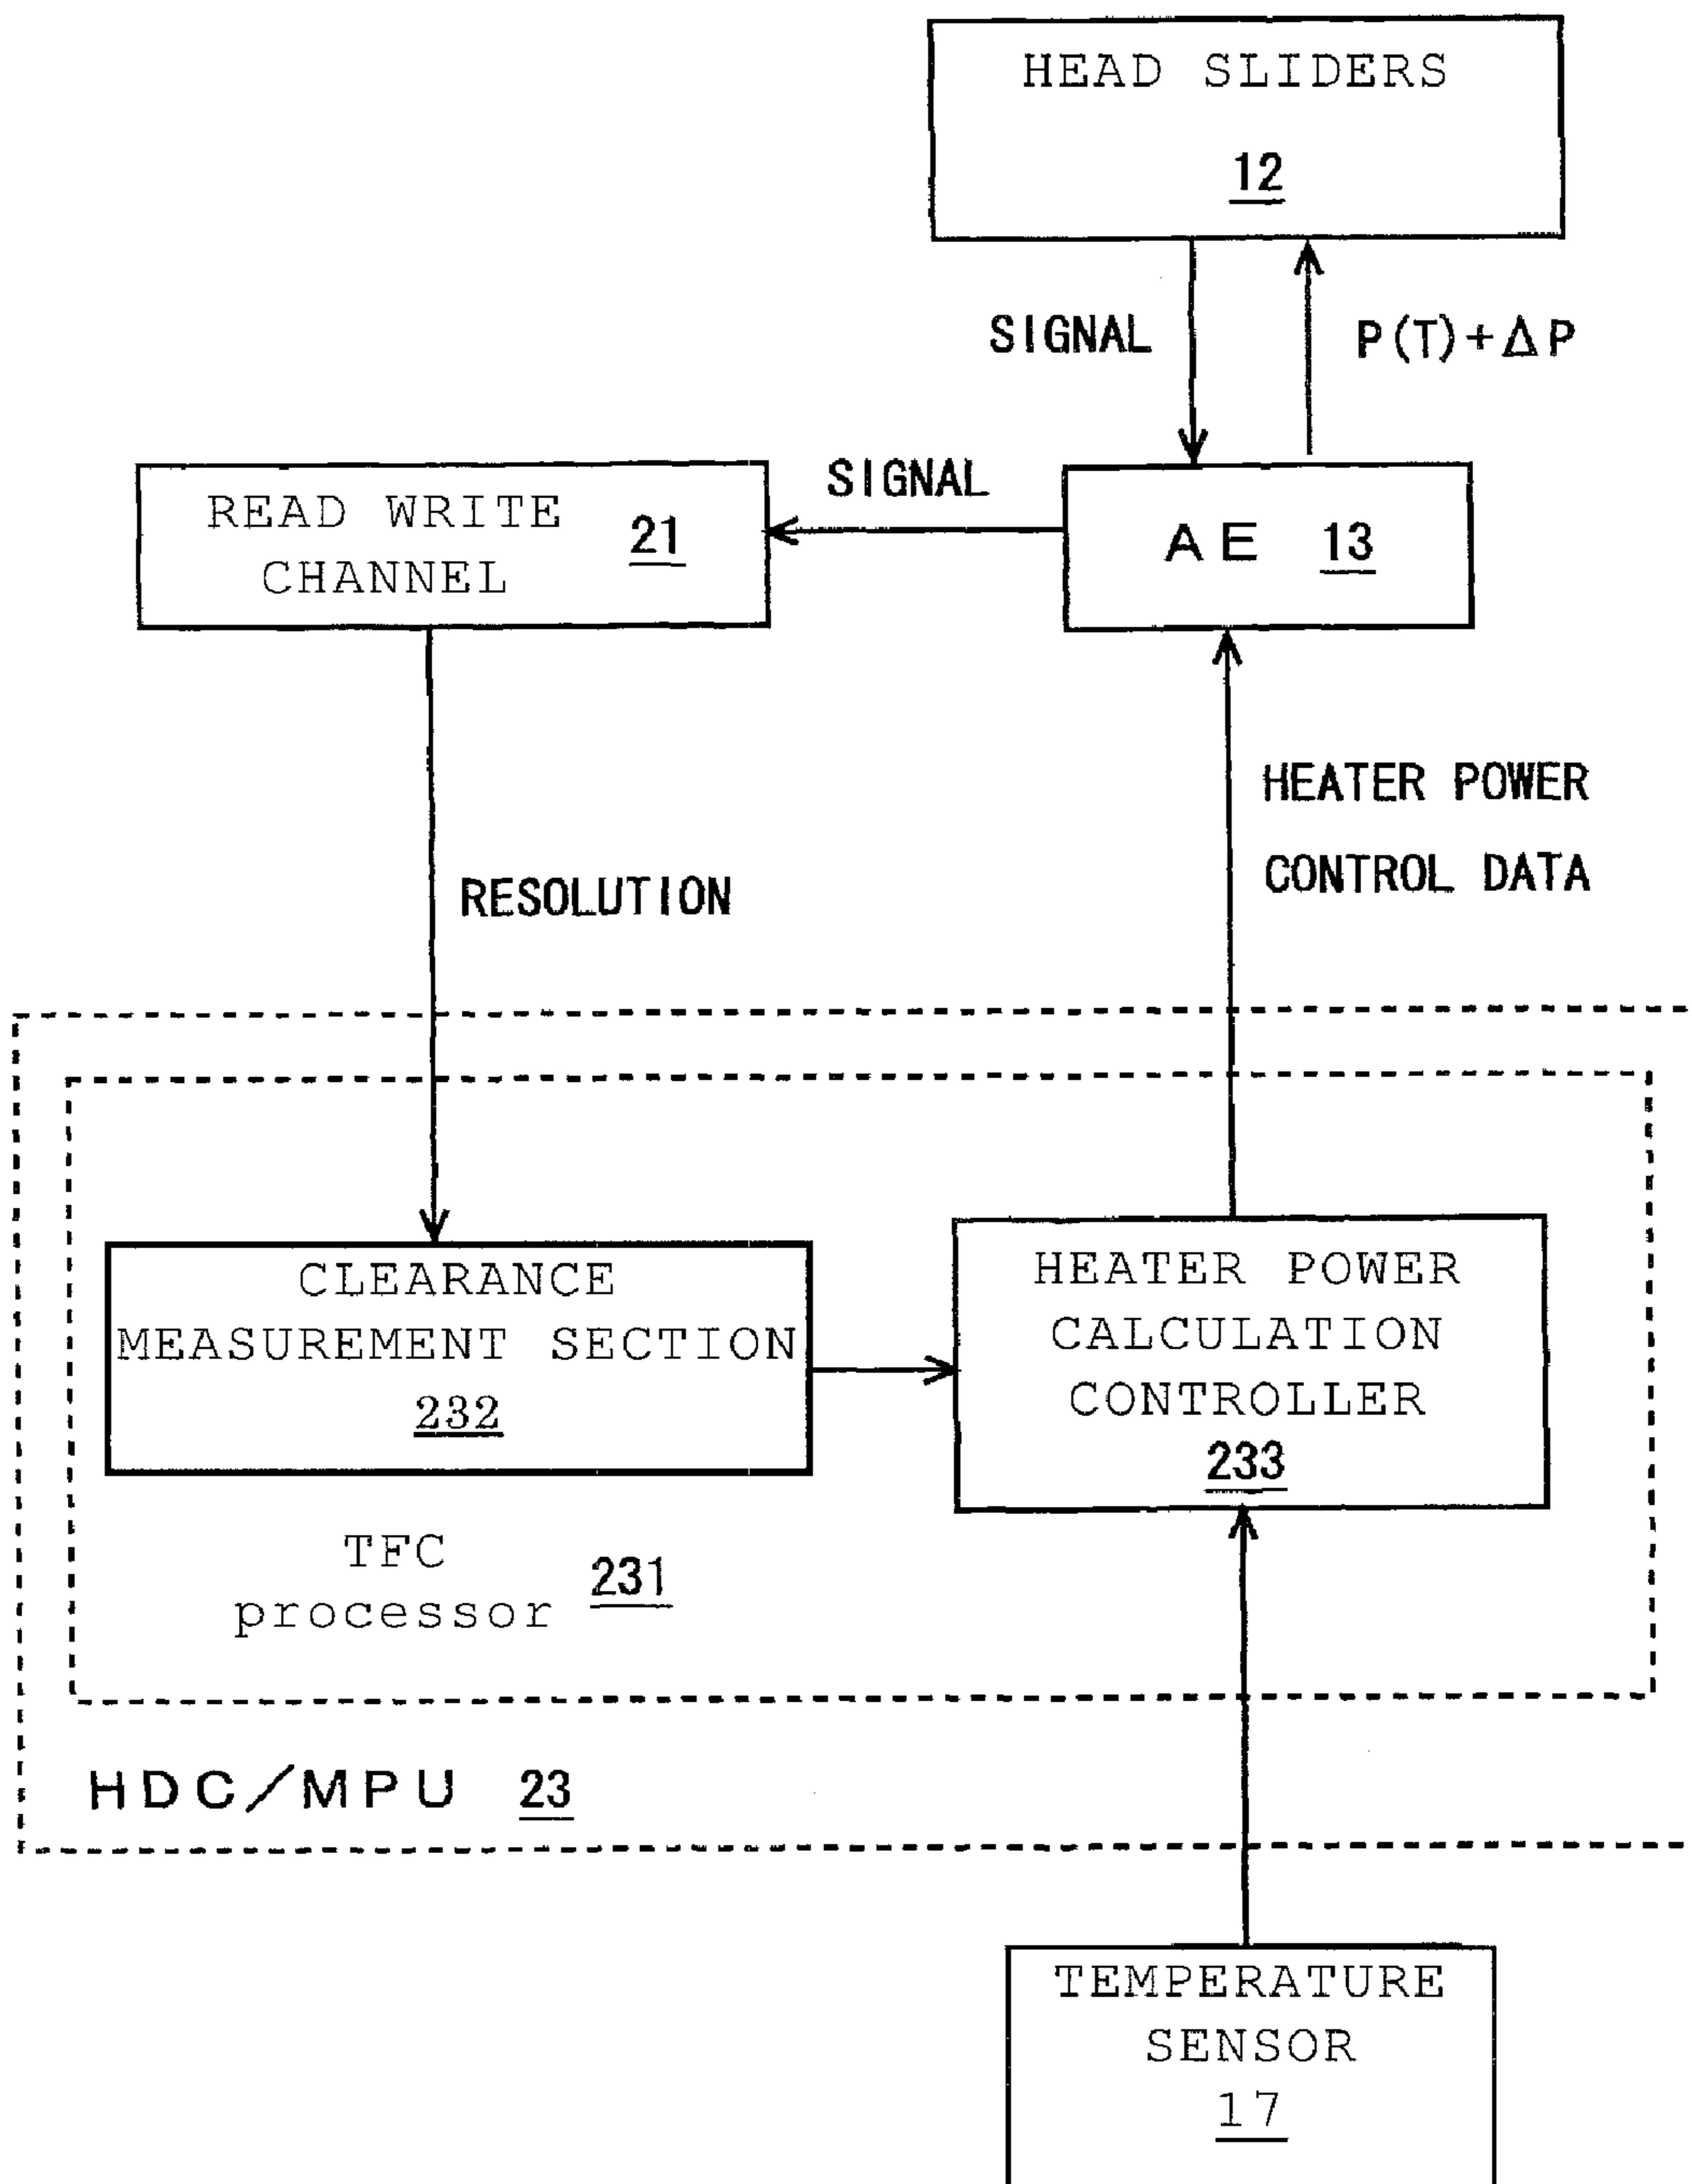 HEAD SLIDERS
12
SIGNAL
P(T)+ΔP
READ WRITE
CHANNEL
21
SIGNAL
AE 13
HEATER POWER
CONTROL DATA
RESOLUTION
CLEARANCE
MEASUREMENT SECTION
232
HEATER POWER
CALCULATION
CONTROLLER
233
TFC
processor
231
HDC/MPU 23
TEMPERATURE
SENSOR
17